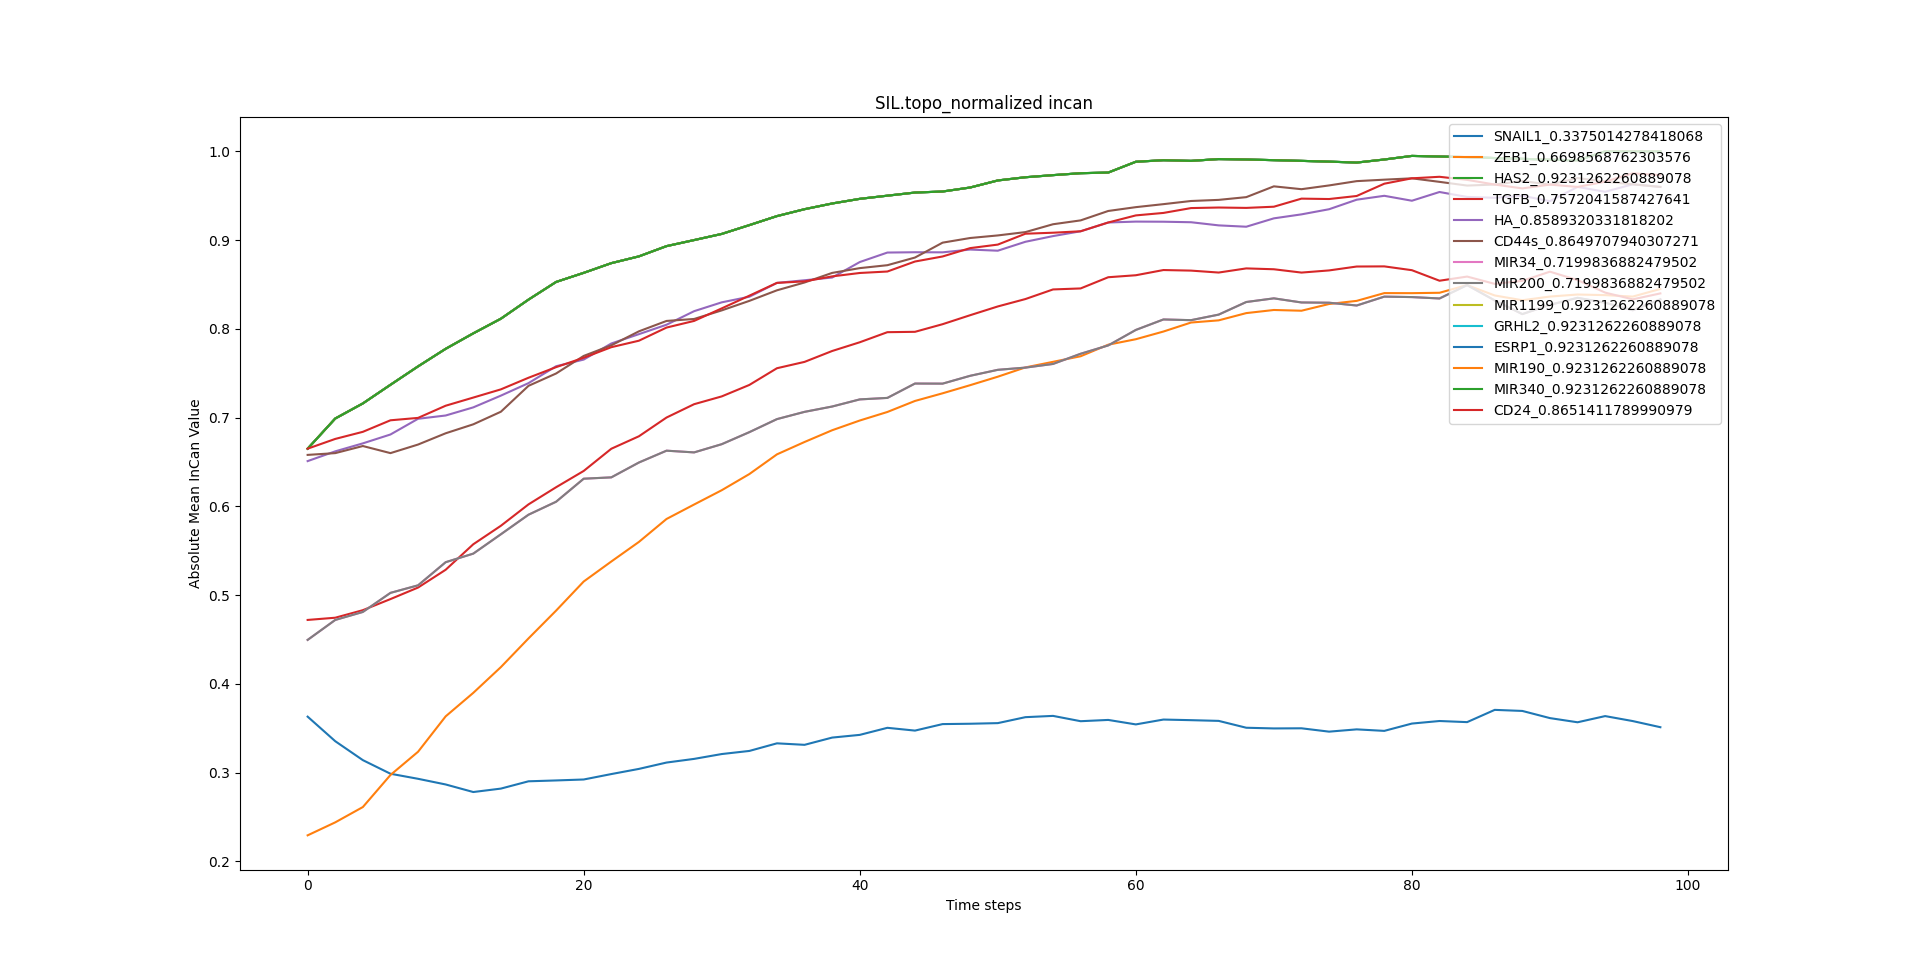 SIL.topo_normalized incan
Absolute Mean InCan Value
1.0
0.9
0.8
0.7
0.6
0.5
0.4
0.3
0.2
0
20
40
60
80
100
Time steps
SNAIL1_0.3375014278418068
ZEB1_0.6698568762303576
HAS2_0.9231262260889078
TGFB_0.7572041587427641
HA_0.8589320331818202
CD44s_0.8649707940307271
MIR34_0.7199836882479502
MIR200_0.7199836882479502
MIR1199_0.9231262260889078
GRHL2_0.9231262260889078
ESRP1_0.9231262260889078
MIR190_0.9231262260889078
MIR340_0.9231262260889078
CD24_0.8651411789990979